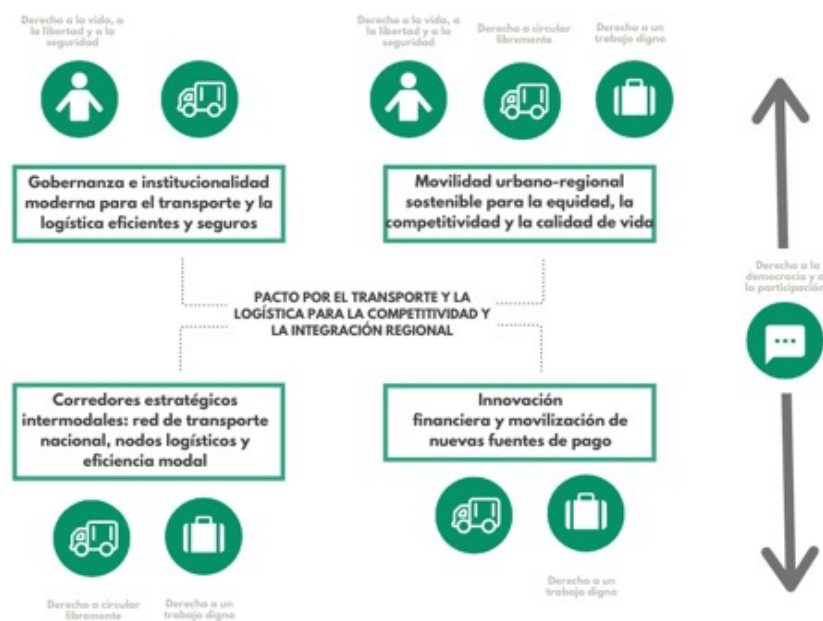 Derecho a la vida, a
la libertad y a la
seguridad
Derecho a la vida, a
la libertad y a la
seguridad
Derecho a circular
libremente
Derecho a un
trabajo digno
Gobernanza e institucionalidad
moderna para el transporte y la
logística eficientes y seguros
Movilidad urbano-regional
sostenible para la equidad, la
competitividad y la calidad de vida
Derecho a la
democracia y a
la participación
PACTO POR EL TRANSPORTE Y LA
LOGÍSTICA PARA LA COMPETITIVIDAD Y
LA INTEGRACIÓN REGIONAL
Corredores estratégicos
intermodales: red de transporte
nacional, nodos logísticos y
eficiencia modal
Innovación
financiera y movilización de
nuevas fuentes de pago
Derecho a circular
libremente
Derecho a un
trabajo digno
Derecho a un
trabajo digno